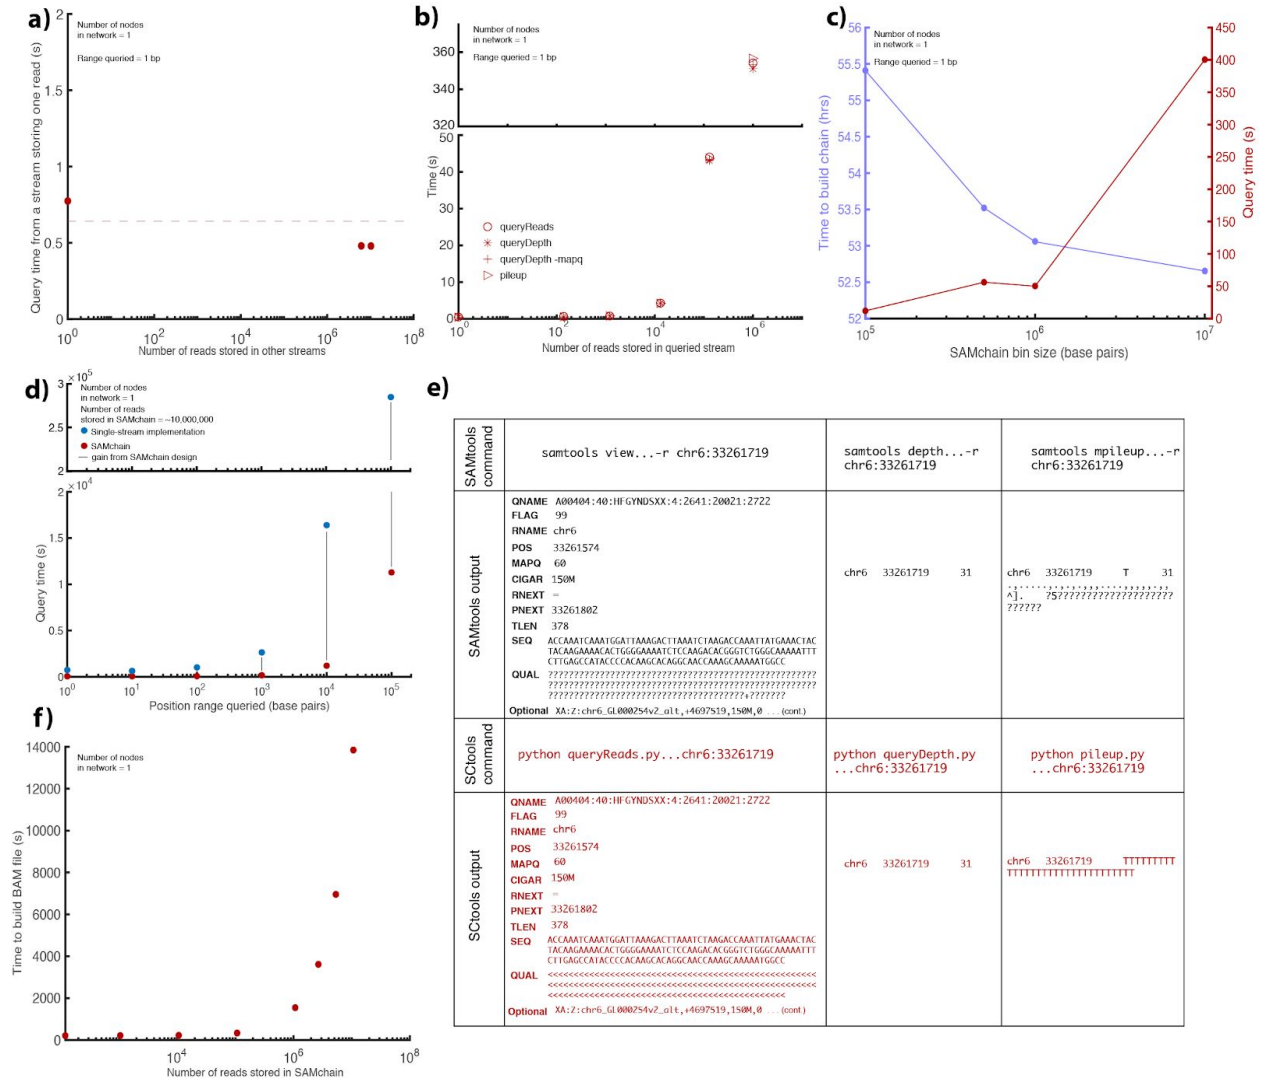 a)
Number of nodes
in network = 1
Range queried = 1 bp
Query time from a stream storing one read (s)
2
1.5
1
0.5
0
10^0
10^2
10^4
10^6
10^8
Number of reads stored in other streams
b)
Number of nodes
in network = 1
Range queried = 1 bp
360
340
320
50
40
30
20
10
0
Time (s)
queryReads
queryDepth
queryDepth -mapq
pileup
10^0
10^2
10^4
10^6
Number of reads stored in queried stream
c)
Number of nodes
in network = 1
Range queried = 1 bp
Time to build chain (hrs)
56
55.5
55
54.5
54
53.5
53
52.5
52
450
400
350
300
250
200
150
100
50
0
Query time (s)
10^5
10^6
10^7
SAMchain bin size (base pairs)
d)
×10^5
Number of nodes
in network = 1
Number of reads
stored in SAMchain = ~10,000,000
Single-stream implementation
SAMchain
gain from SAMchain design
3
2.5
2
×10^4
2
1.5
1
0.5
0
Query time (s)
10^0
10^1
10^2
10^3
10^4
10^5
Position range queried (base pairs)
e)
SAMtools
command
samtools view...-r chr6:33261719
samtools depth...-r
chr6:33261719
samtools mpileup...-r
chr6:33261719
SAMtools output
QNAME A00404:40:HFGYNDSXX:4:2641:20021:2722
FLAG 99
RNAME chr6
POS 33261574
MAPQ 60
CIGAR 150M
RNEXT =
PNEXT 33261802
TLEN 378
SEQ ACCAAATCAAATGGATTAAAGACTTAAATCTAAGACCAAATTATGAAACTAC
TACAAGAAAACACTGGGGAAAATCTCCAAGACACGGGTCTGGGCAAAAATTT
CTTGAGCCATACCCCACAAGCACAGGCAACCAAAGCAAAAATGGCC
QUAL ????????????????????????????????????????????????????
????????????????????????????????????????????????????
??????????????????????????????????????+???????
Optional XA:Z:chr6_GL000254v2_alt,+4697519,150M,0 ... (cont.)
chr6 33261719 31
chr6 33261719 T 31
^]. ?5??????????????????????
??????
SCtools
command
python queryReads.py...chr6:33261719
python queryDepth.py
...chr6:33261719
python pileup.py
...chr6:33261719
SCtools output
QNAME A00404:40:HFGYNDSXX:4:2641:20021:2722
FLAG 99
RNAME chr6
POS 33261574
MAPQ 60
CIGAR 150M
RNEXT =
PNEXT 33261802
TLEN 378
SEQ ACCAAATCAAATGGATTAAAGACTTAAATCTAAGACCAAATTATGAAACTAC
TACAAGAAAACACTGGGGAAAATCTCCAAGACACGGGTCTGGGCAAAAATTT
CTTGAGCCATACCCCACAAGCACAGGCAACCAAAGCAAAAATGGCC
QUAL <<<<<<<<<<<<<<<<<<<<<<<<<<<<<<<<<<<<<<<<<<<<<<<<<<<<
<<<<<<<<<<<<<<<<<<<<<<<<<<<<<<<<<<<<<<<<<<<<<<<<<<<<
<<<<<<<<<<<<<<<<<<<<<<<<<<<<<<<<<<<<<<<<<<<<<<
Optional XA:Z:chr6_GL000254v2_alt,+4697519,150M,0 ... (cont.)
chr6 33261719 31
chr6 33261719 TTTTTTTTT
TTTTTTTTTTTTTTTTTTTTTT
f)
Number of nodes
in network = 1
Time to build BAM file (s)
14000
12000
10000
8000
6000
4000
2000
0
10^4
10^6
10^8
Number of reads stored in SAMchain